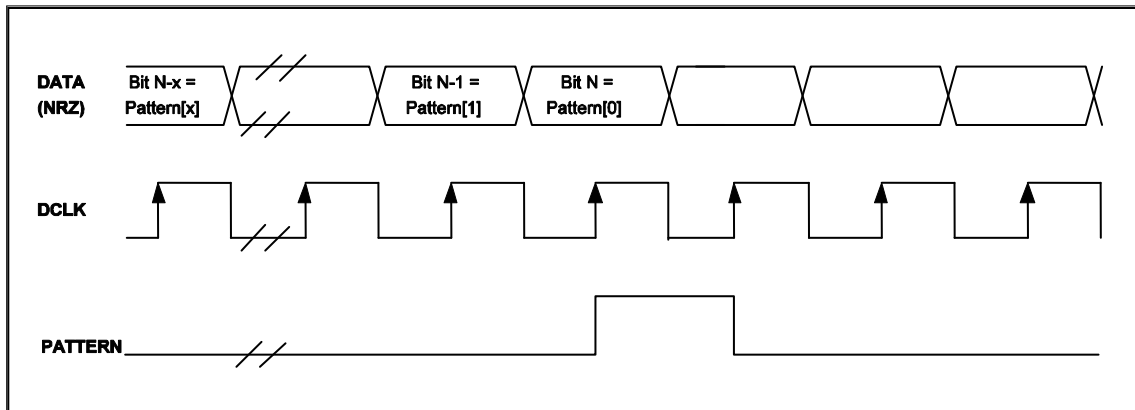 DATA
(NRZ)
Bit N-x =
Pattern[x]
Bit N-1 =
Pattern[1]
Bit N =
Pattern[0]
DCLK
PATTERN